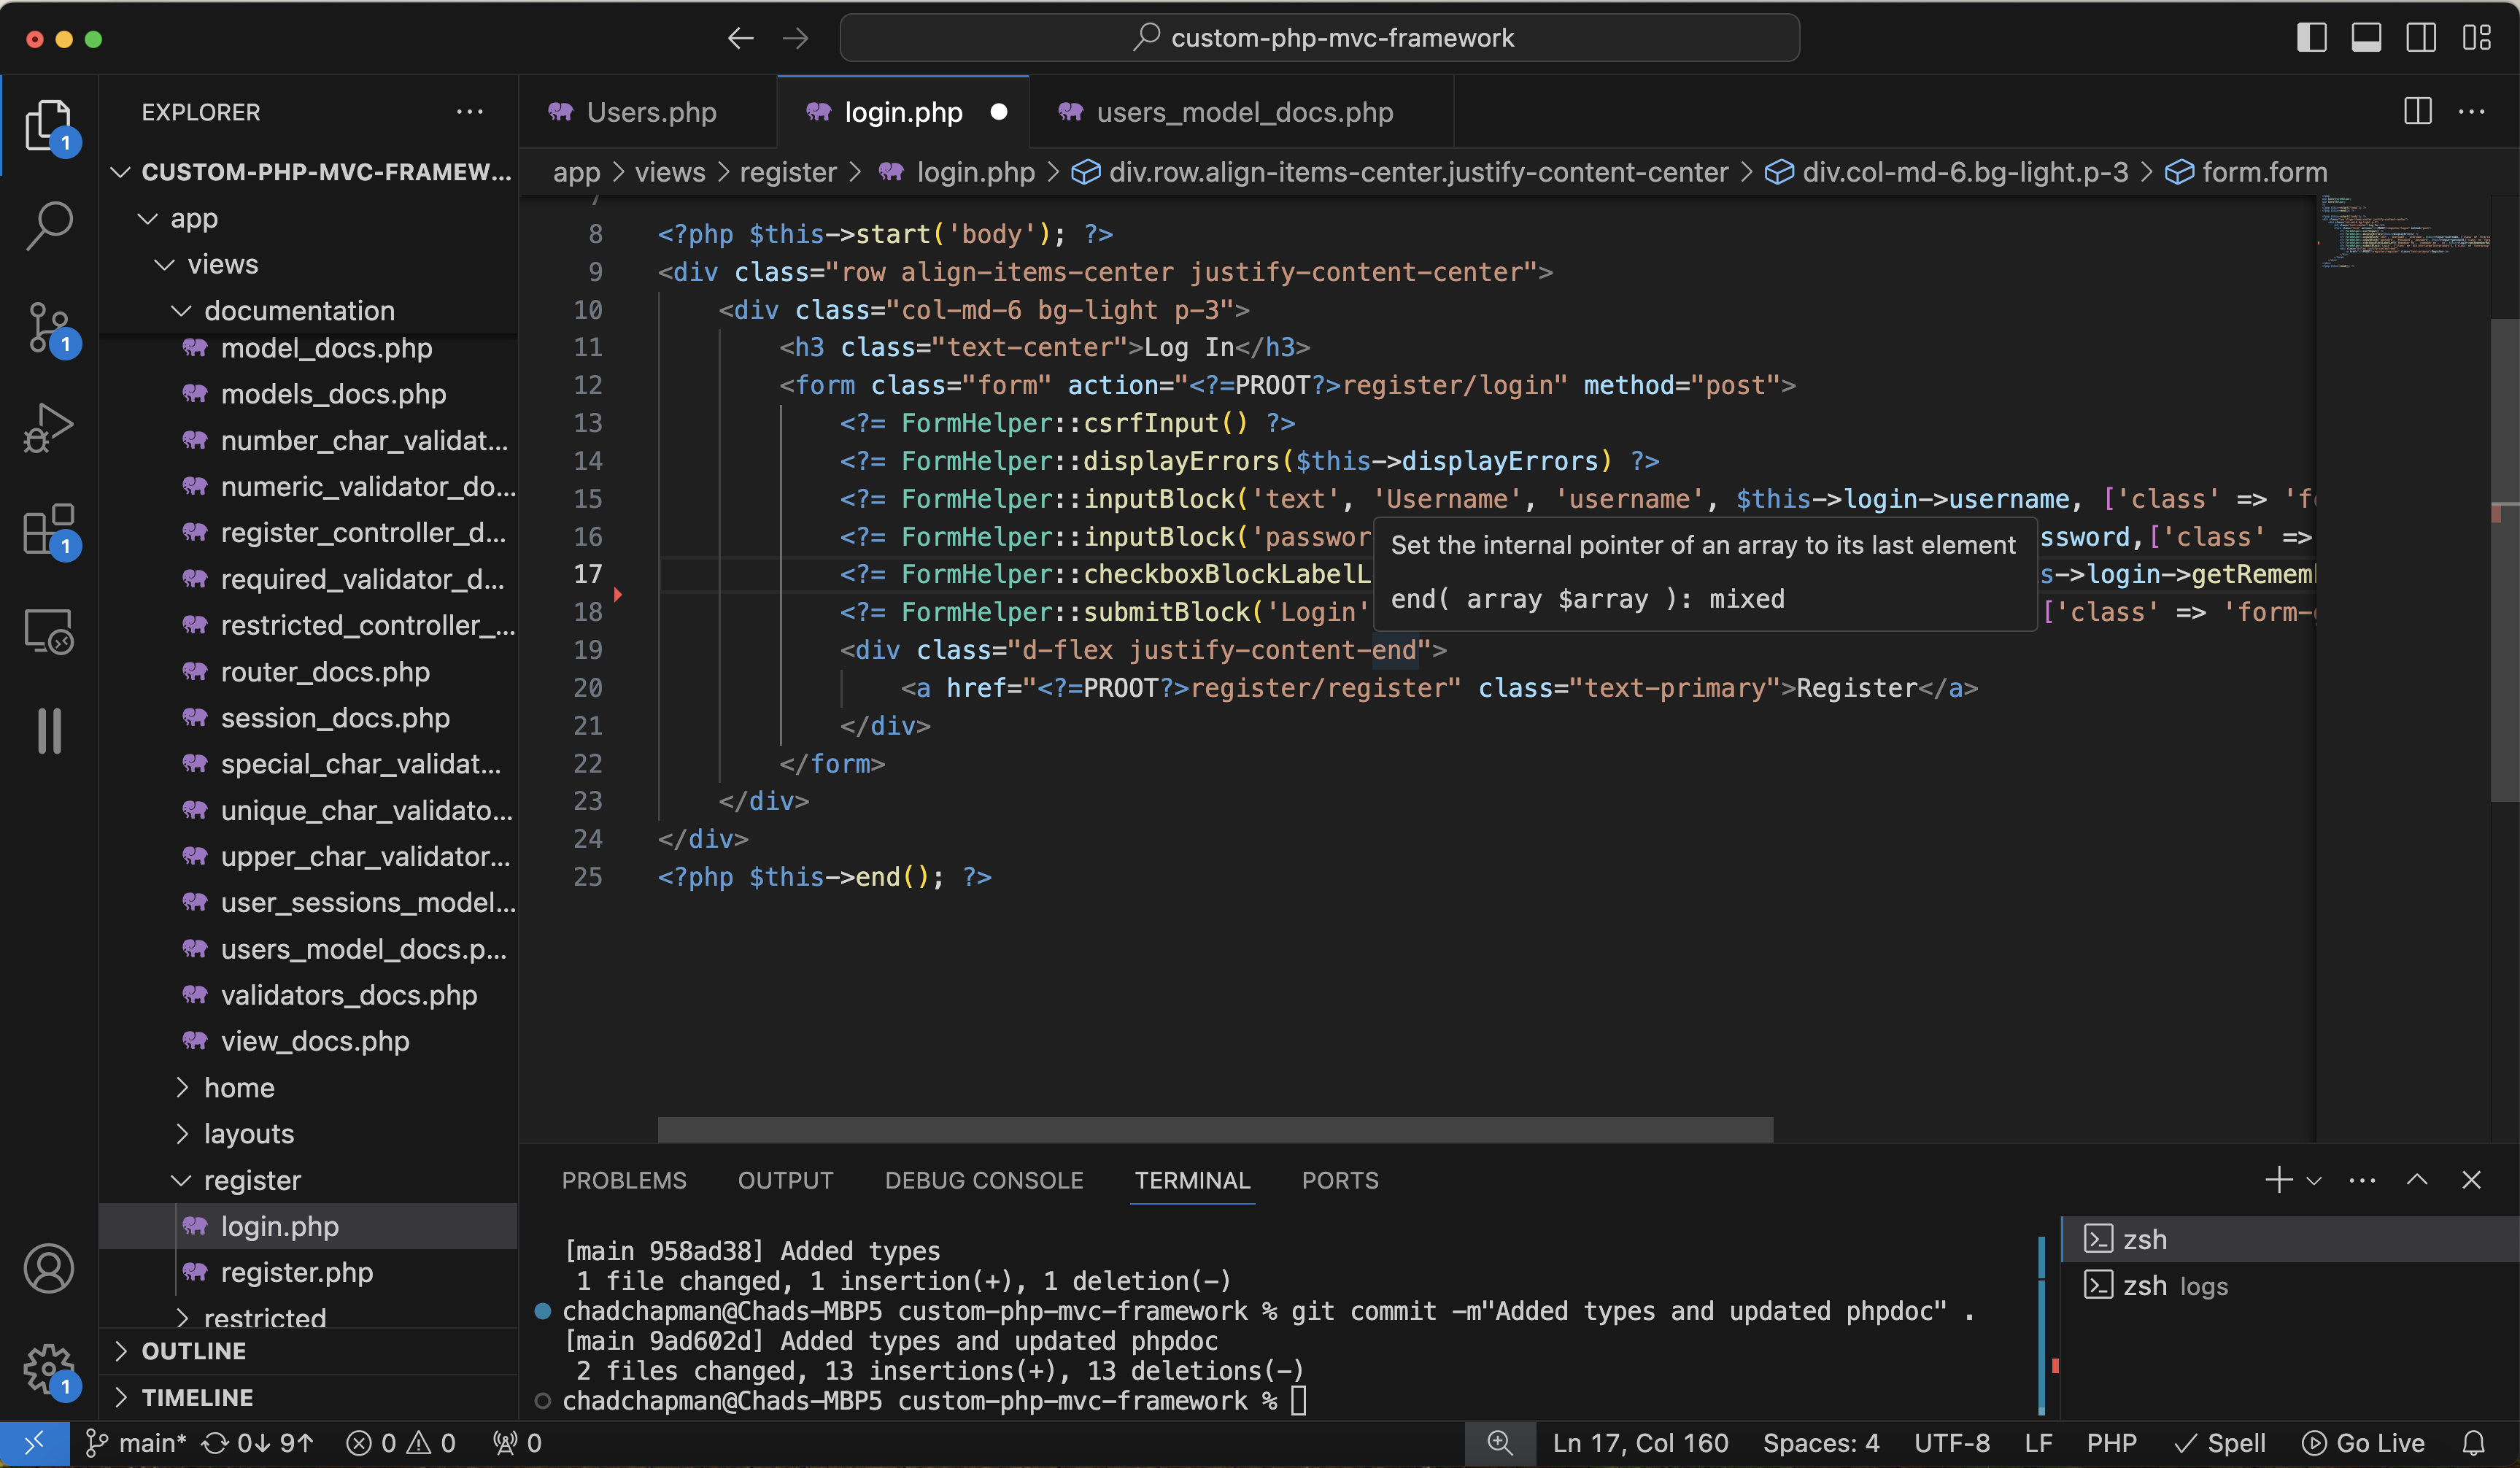 custom-php-mvc-framework
EXPLORER
Users.php
login.php
users_model_docs.php
app > views > register > login.php > div.row.align-items-center.justify-content-center > div.col-md-6.bg-light.p-3 > form.form
1
CUSTOM-PHP-MVC-FRAMEW...
app
views
documentation
model_docs.php
models_docs.php
number_char_validat...
numeric_validator_do...
register_controller_d...
required_validator_d...
restricted_controller_...
router_docs.php
session_docs.php
special_char_validat...
unique_char_validato...
upper_char_validator...
user_sessions_model...
users_model_docs.p...
validators_docs.php
view_docs.php
home
layouts
register
login.php
register.php
restricted
OUTLINE
TIMELINE
1
1
1
7
8 <?php $this->start('body'); ?>
9 <div class="row align-items-center justify-content-center">
10 <div class="col-md-6 bg-light p-3">
11 <h3 class="text-center">Log In</h3>
12 <form class="form" action="<?=PROOT?>register/login" method="post">
13 <?= FormHelper::csrfInput() ?>
14 <?= FormHelper::displayErrors($this->displayErrors) ?>
15 <?= FormHelper::inputBlock('text', 'Username', 'username', $this->login->username, ['class' => 'fo
16 <?= FormHelper::inputBlock('passwor ssword,['class' =>
17 <?= FormHelper::checkboxBlockLabelL s->login->getRememb
18 <?= FormHelper::submitBlock('Login' ['class' => 'form-g
Set the internal pointer of an array to its last element
end( array $array ): mixed
19 <div class="d-flex justify-content-end">
20 <a href="<?=PROOT?>register/register" class="text-primary">Register</a>
21 </div>
22 </form>
23 </div>
24 </div>
25 <?php $this->end(); ?>
PROBLEMS OUTPUT DEBUG CONSOLE TERMINAL PORTS
[main 958ad38] Added types
1 file changed, 1 insertion(+), 1 deletion(-)
chadchapman@Chads-MBP5 custom-php-mvc-framework % git commit -m"Added types and updated phpdoc" .
[main 9ad602d] Added types and updated phpdoc
2 files changed, 13 insertions(+), 13 deletions(-)
chadchapman@Chads-MBP5 custom-php-mvc-framework %
zsh
zsh logs
main* 0↓ 9↑ 0 0 0 Ln 17, Col 160 Spaces: 4 UTF-8 LF PHP Spell Go Live